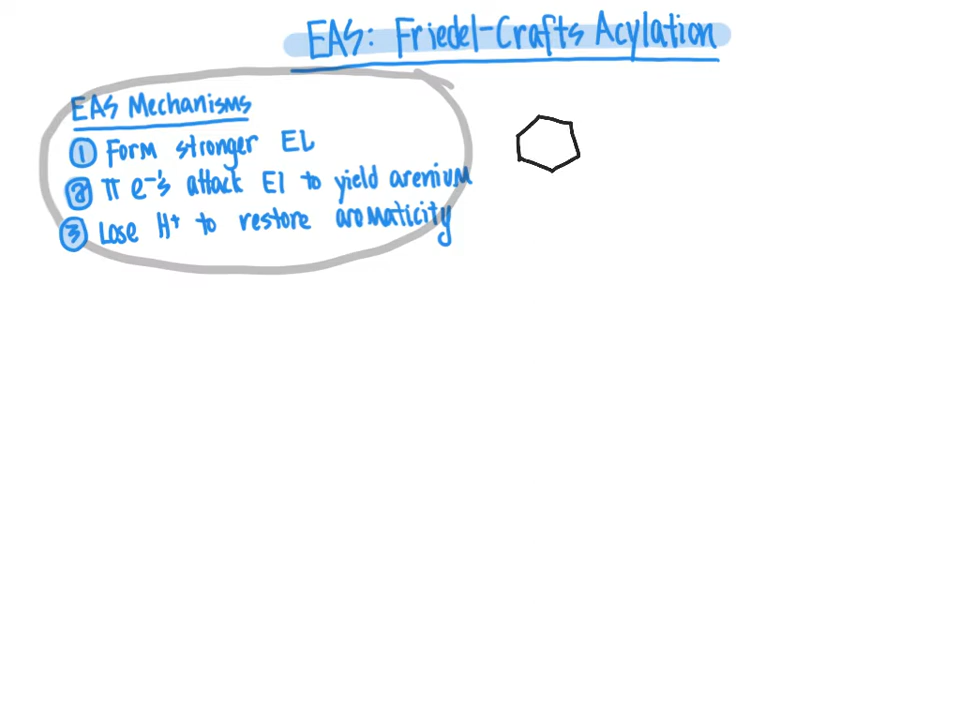 EAS: Friedel-Crafts Acylation
EAS Mechanisms
① Form stronger EL
② π e⁻'s attack El to yield arenium
③ Lose H⁺ to restore aromaticity